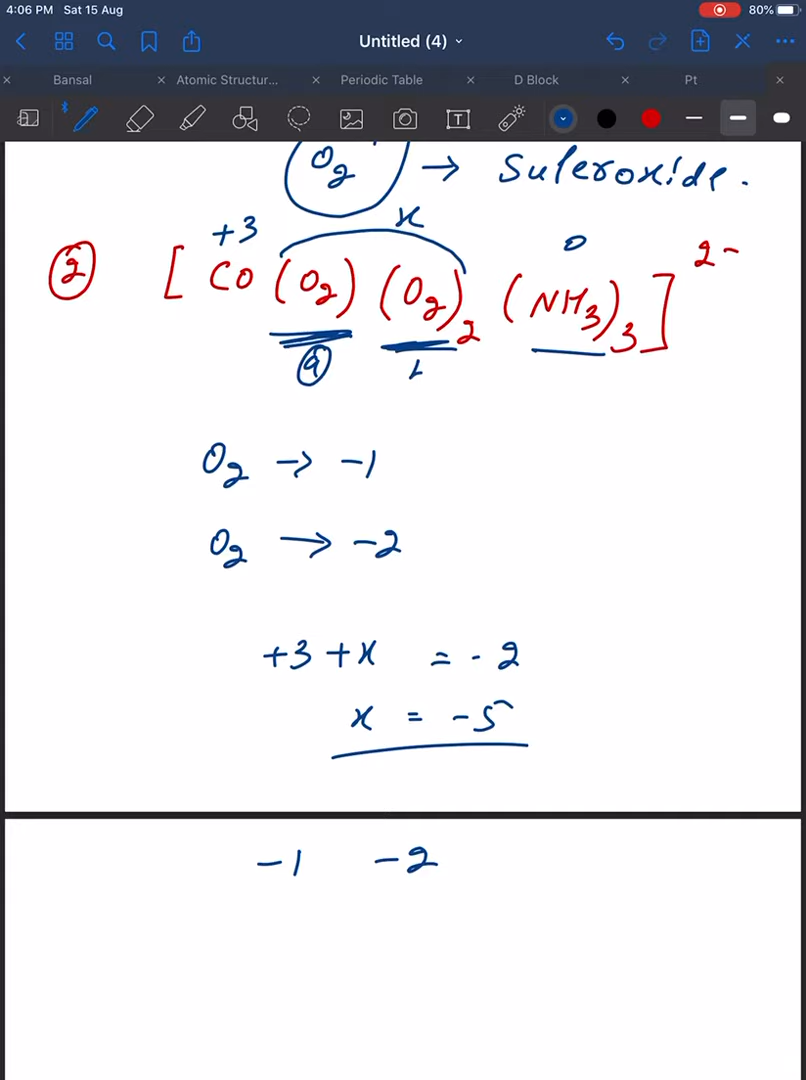 4:06 PM Sat 15 Aug 80%
Untitled (4)
Bansal Atomic Structur... Periodic Table D Block Pt
O2 → Suleroxide.
+3 x 0
② [CO (O2) (O2)2 (NH3)3] 2-
ⓐ
O2 → -1
O2 → -2
+3 + x = -2
x = -5
-1 -2